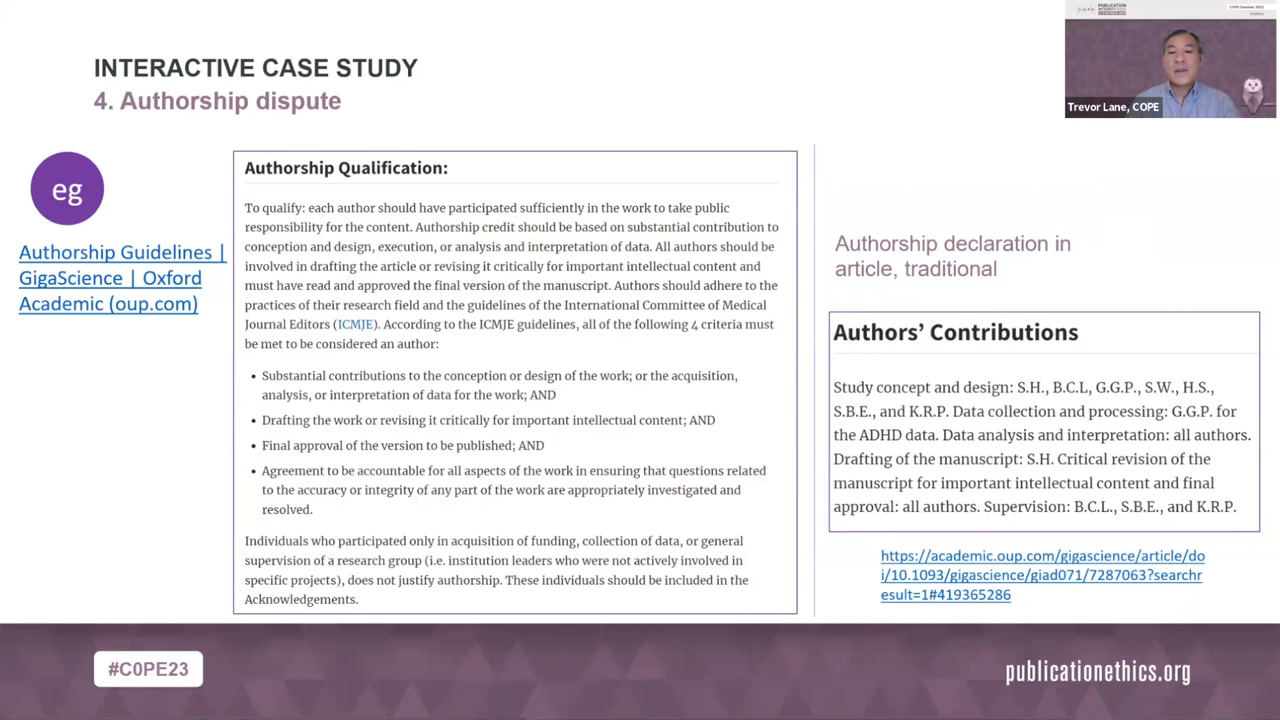 INTERACTIVE CASE STUDY
4. Authorship dispute
PUBLICATION
Trevor Lane, COPE
eg
Authorship Guidelines |
GigaScience | Oxford
Academic (oup.com)
Authorship Qualification:
To qualify: each author should have participated sufficiently in the work to take public
responsibility for the content. Authorship credit should be based on substantial contribution to
conception and design, execution, or analysis and interpretation of data. All authors should be
involved in drafting the article or revising it critically for important intellectual content and
must have read and approved the final version of the manuscript. Authors should adhere to the
practices of their research field and the guidelines of the International Committee of Medical
Journal Editors (ICMJE). According to the ICMJE guidelines, all of the following 4 criteria must
be met to be considered an author:
• Substantial contributions to the conception or design of the work; or the acquisition,
analysis, or interpretation of data for the work; AND
• Drafting the work or revising it critically for important intellectual content; AND
• Final approval of the version to be published; AND
• Agreement to be accountable for all aspects of the work in ensuring that questions related
to the accuracy or integrity of any part of the work are appropriately investigated and
resolved.
Individuals who participated only in acquisition of funding, collection of data, or general
supervision of a research group (i.e. institution leaders who were not actively involved in
specific projects), does not justify authorship. These individuals should be included in the
Acknowledgements.
Authorship declaration in
article, traditional
Authors’ Contributions
Study concept and design: S.H., B.C.L, G.G.P., S.W., H.S.,
S.B.E., and K.R.P. Data collection and processing: G.G.P. for
the ADHD data. Data analysis and interpretation: all authors.
Drafting of the manuscript: S.H. Critical revision of the
manuscript for important intellectual content and final
approval: all authors. Supervision: B.C.L., S.B.E., and K.R.P.
https://academic.oup.com/gigascience/article/do
i/10.1093/gigascience/giad071/7287063?searchr
esult=1#419365286
#C0PE23
publicationethics.org